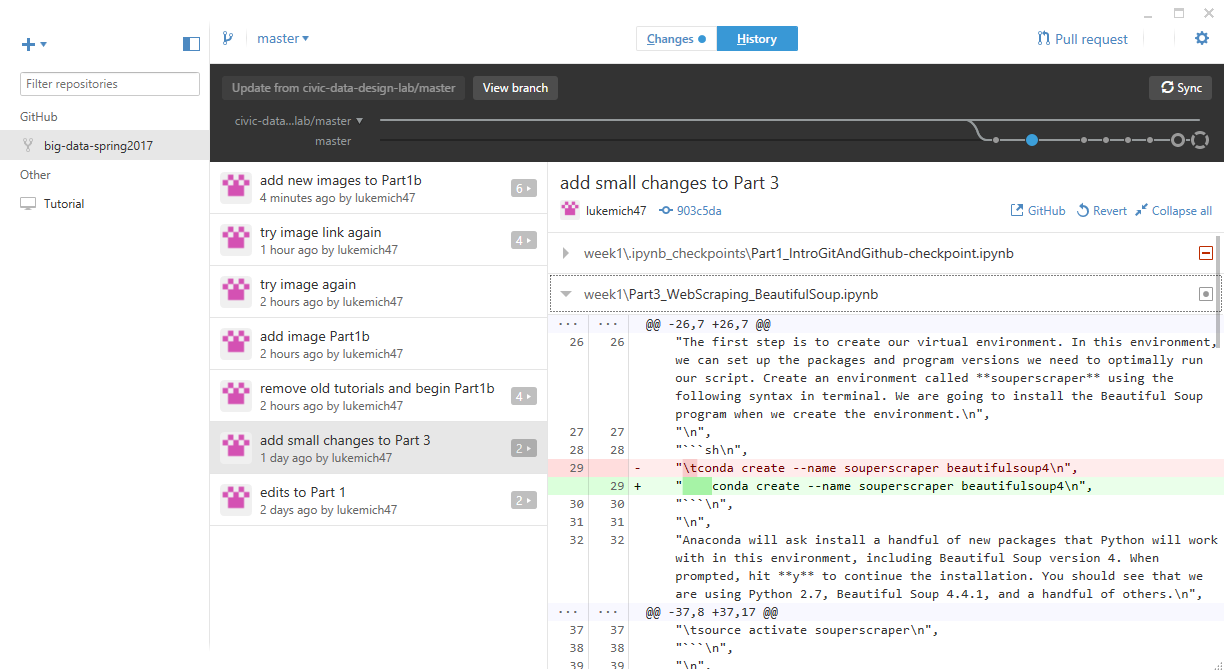 master
Changes
History
Pull request
Filter repositories
GitHub
big-data-spring2017
Other
Tutorial
Update from civic-data-design-lab/master
View branch
Sync
civic-data...lab/master
master
add new images to Part1b
4 minutes ago by lukemich47
6
try image link again
1 hour ago by lukemich47
4
try image again
2 hours ago by lukemich47
add image Part1b
2 hours ago by lukemich47
remove old tutorials and begin Part1b
2 hours ago by lukemich47
4
add small changes to Part 3
1 day ago by lukemich47
2
edits to Part 1
2 days ago by lukemich47
2
add small changes to Part 3
lukemich47
903c5da
GitHub
Revert
Collapse all
week1\.ipynb_checkpoints\Part1_IntroGitAndGithub-checkpoint.ipynb
week1\Part3_WebScraping_BeautifulSoup.ipynb
... ... @@ -26,7 +26,7 @@
26 26 "The first step is to create our virtual environment. In this environment,
we can set up the packages and program versions we need to optimally run
our script. Create an environment called **souperscraper** using the
following syntax in terminal. We are going to install the Beautiful Soup
program when we create the environment.\n",
27 27 "\n",
28 28 "```sh\n",
29 - "\tconda create --name souperscraper beautifulsoup4\n",
29 + "    conda create --name souperscraper beautifulsoup4\n",
30 30 "```\n",
31 31 "\n",
32 32 "Anaconda will ask install a handful of new packages that Python will work
with in this environment, including Beautiful Soup version 4. When
prompted, hit **y** to continue the installation. You should see that we
are using Python 2.7, Beautiful Soup 4.4.1, and a handful of others.\n",
... ... @@ -37,8 +37,17 @@
37 37 "\tsource activate souperscraper\n",
38 38 "```\n",
39 39 "\n",